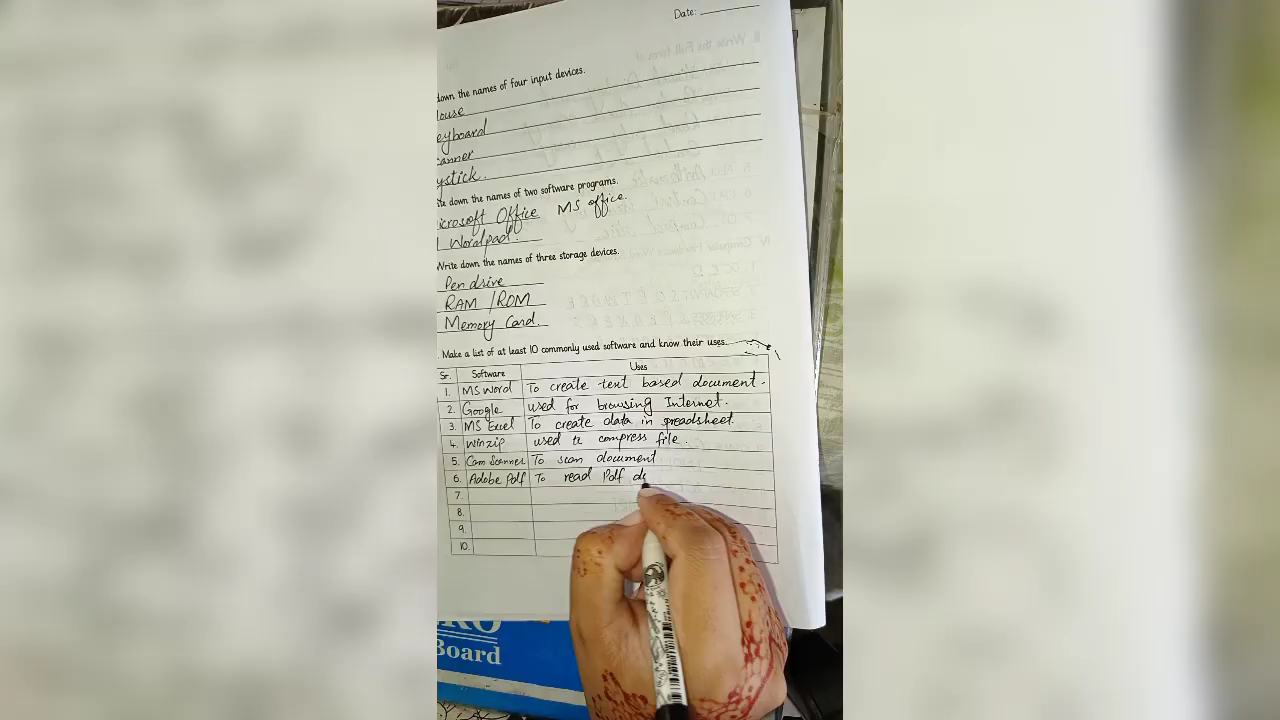 Date:
down the names of four input devices.
louse
eyboard
canner
ystick.
te down the names of two software programs.
icrosoft Office MS office.
Wordpad.
Write down the names of three storage devices.
Pen drive
RAM / ROM
Memory Card.
. Make a list of at least 10 commonly used software and know their uses.
Sr. Software Uses
1. MS Word To create text based document.
2. Google used for browsing Internet.
3. MS Excel To create data in spreadsheet.
4. Winzip used to compress file.
5. Cam Scanner To scan document
6. Adobe Pdf To read Pdf do
7.
8.
9.
10.
Board